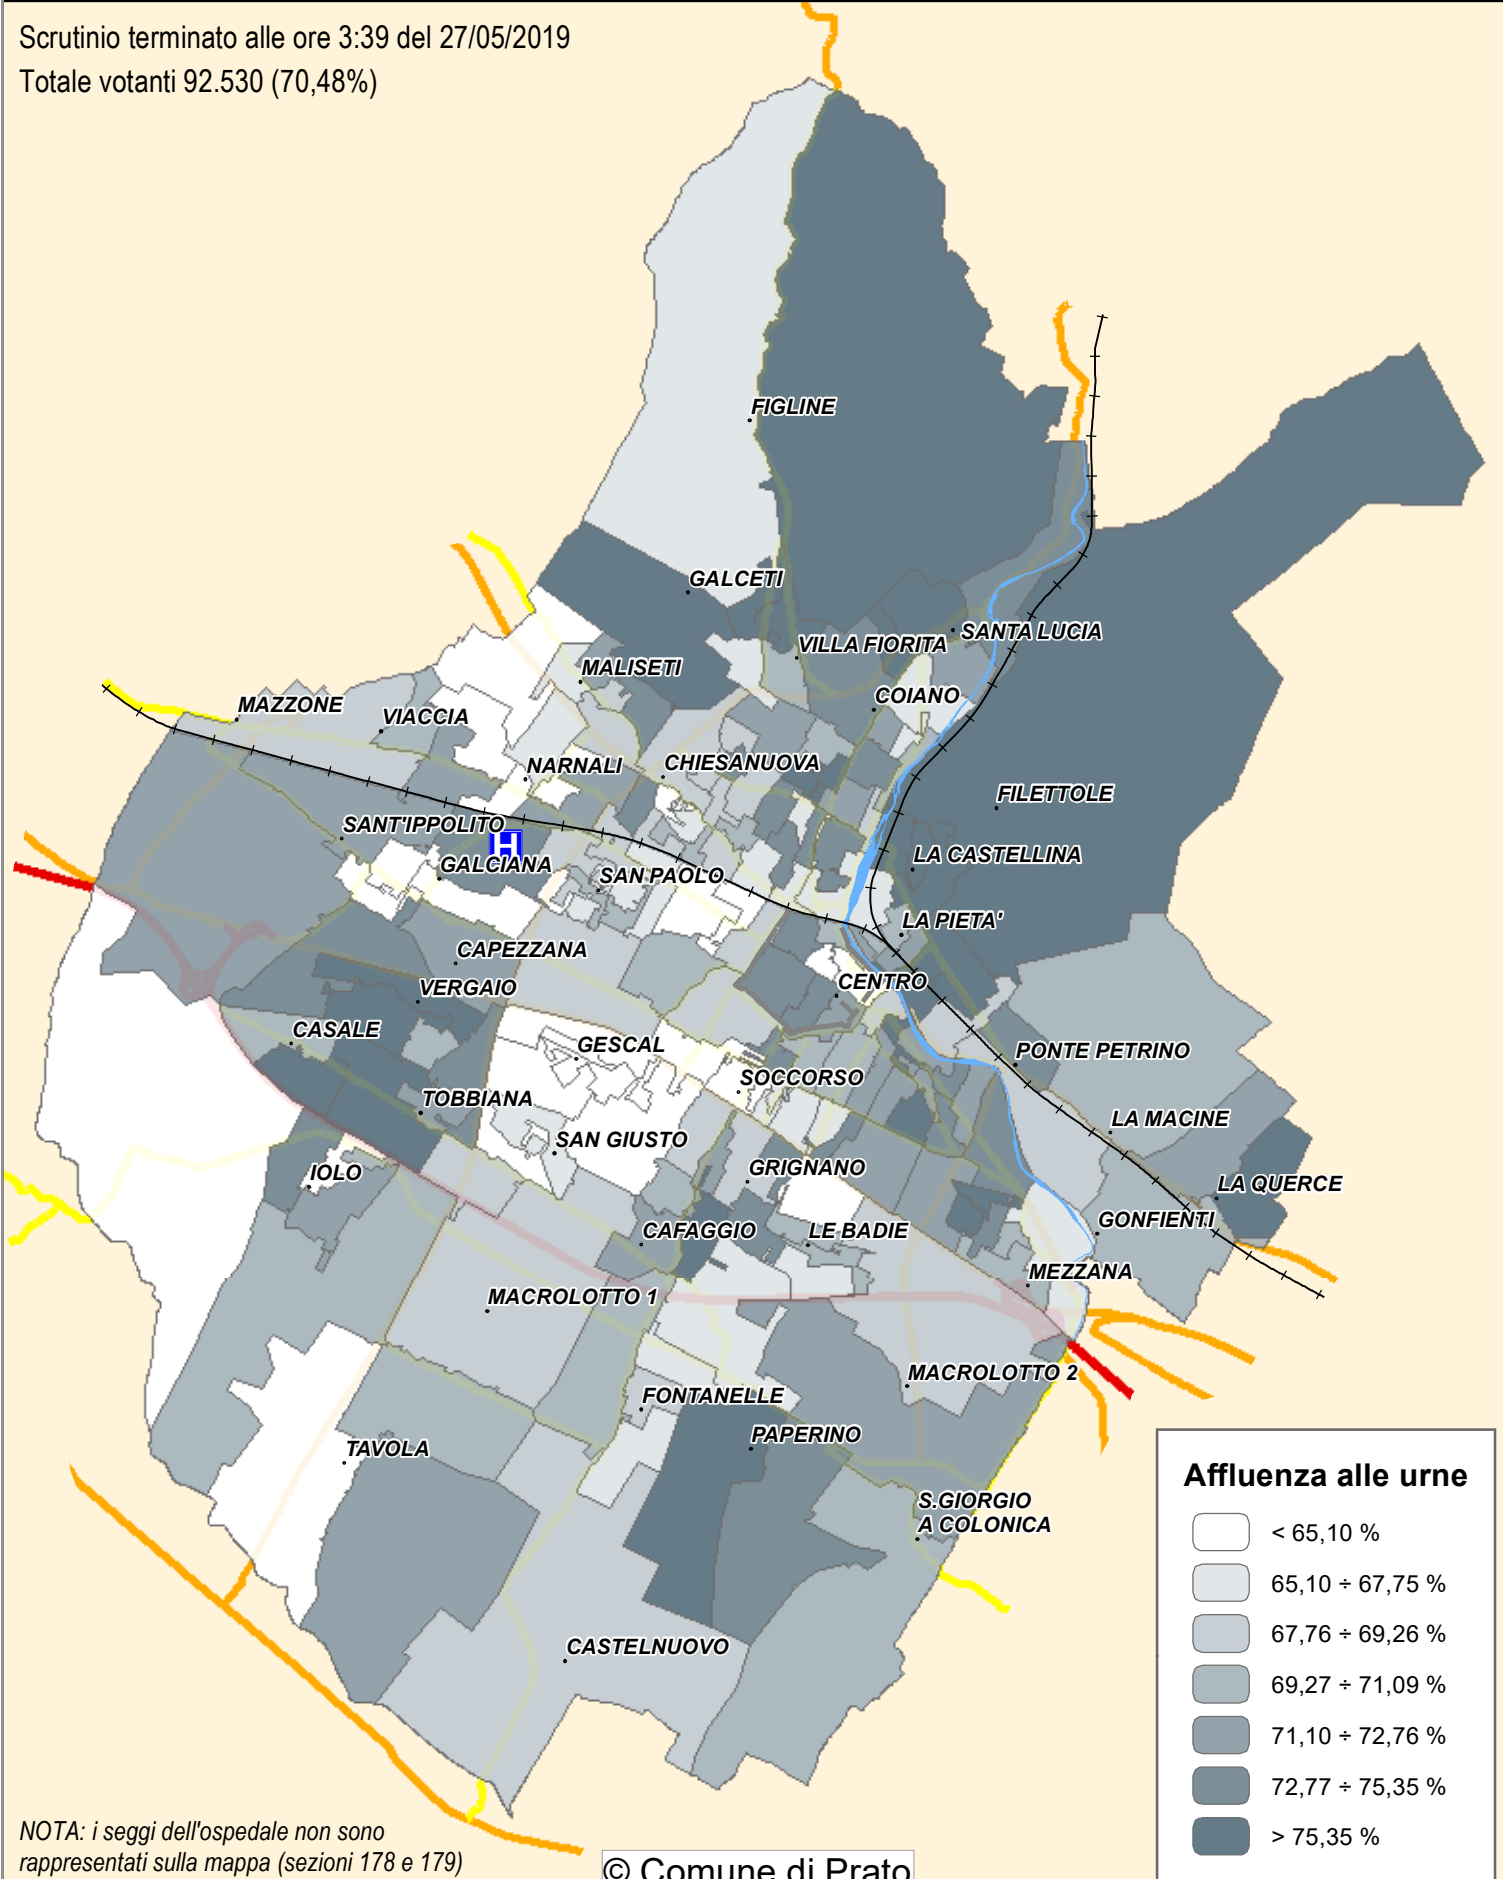 Scrutinio terminato alle ore 3:39 del 27/05/2019
Totale votanti 92.530 (70,48%)
FIGLINE
GALCETI
SANTA LUCIA
VILLA FIORITA
MALISETI
COIANO
MAZZONE
VIACCIA
NARNALI
CHIESANUOVA
FILETTOLE
SANT'IPPOLITO
H
GALCIANA
LA CASTELLINA
SAN PAOLO
LA PIETA'
CAPEZZANA
CENTRO
VERGAIO
CASALE
GESCAL
PONTE PETRINO
SOCCORSO
TOBBIANA
LA MACINE
SAN GIUSTO
IOLO
GRIGNANO
LA QUERCE
GONFIENTI
CAFAGGIO
LE BADIE
MEZZANA
MACROLOTTO 1
MACROLOTTO 2
FONTANELLE
PAPERINO
TAVOLA
S.GIORGIO
A COLONICA
CASTELNUOVO
Affluenza alle urne
< 65,10 %
65,10 ÷ 67,75 %
67,76 ÷ 69,26 %
69,27 ÷ 71,09 %
71,10 ÷ 72,76 %
72,77 ÷ 75,35 %
> 75,35 %
NOTA: i seggi dell'ospedale non sono
rappresentati sulla mappa (sezioni 178 e 179)
© Comune di Prato